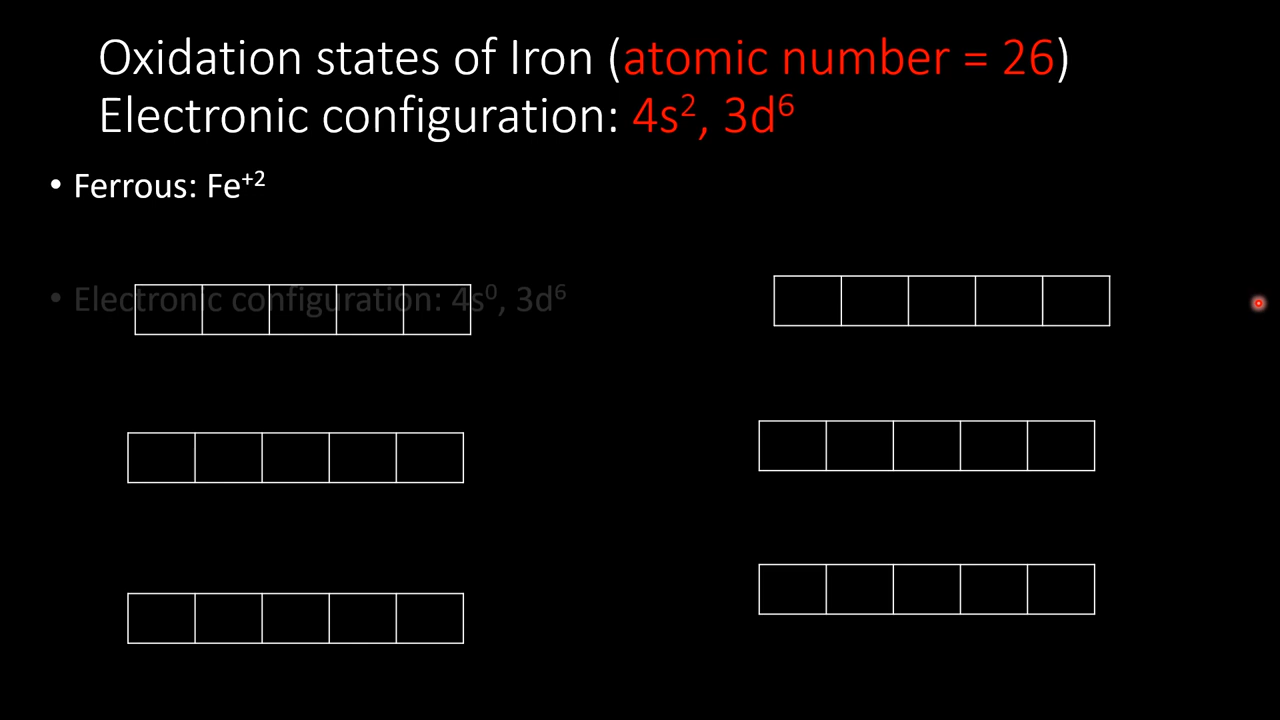 Oxidation states of Iron (atomic number = 26)
Electronic configuration: 4s², 3d⁶
• Ferrous: Fe⁺²
• Electronic configuration: 4s⁰, 3d⁶